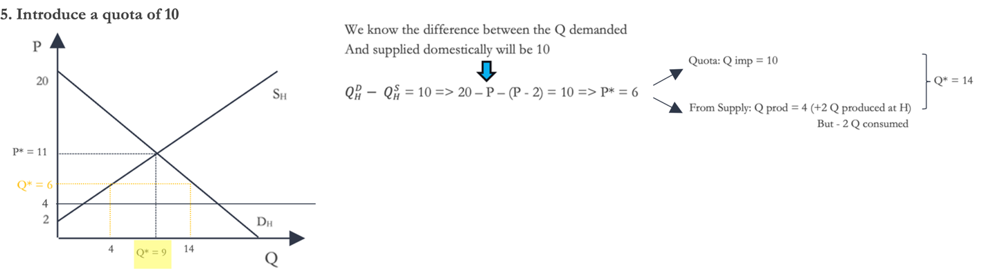 5. Introduce a quota of 10
We know the difference between the Q demanded
And supplied domestically will be 10
Q_H^D − Q_H^S = 10 => 20 – P – (P - 2) = 10 => P* = 6
Quota: Q imp = 10
From Supply: Q prod = 4 (+2 Q produced at H)
But - 2 Q consumed
Q* = 14
P
20
S_H
P* = 11
Q* = 6
4
2
D_H
4
Q* = 9
14
Q